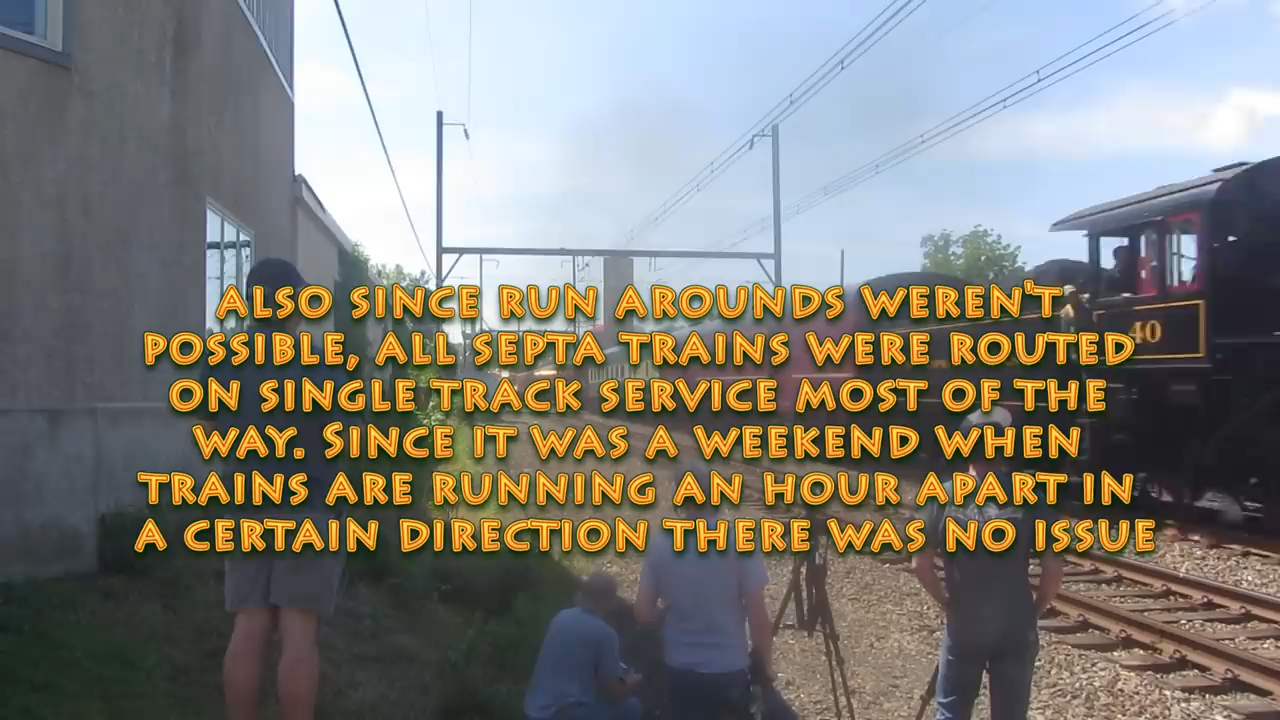 ALSO SINCE RUN AROUNDS WEREN'T
POSSIBLE, ALL SEPTA TRAINS WERE ROUTED
ON SINGLE TRACK SERVICE MOST OF THE
WAY. SINCE IT WAS A WEEKEND WHEN
TRAINS ARE RUNNING AN HOUR APART IN
A CERTAIN DIRECTION THERE WAS NO ISSUE
40